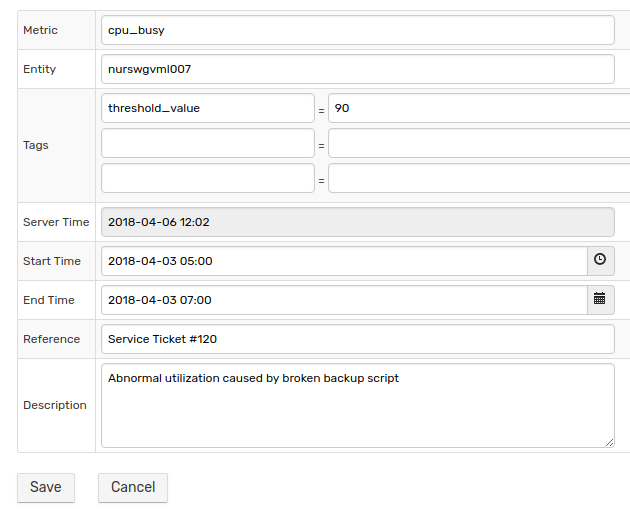 Metric cpu_busy
Entity nurswgvml007
Tags threshold_value = 90
=
=
Server Time 2018-04-06 12:02
Start Time 2018-04-03 05:00
End Time 2018-04-03 07:00
Reference Service Ticket #120
Description Abnormal utilization caused by broken backup script
Save Cancel